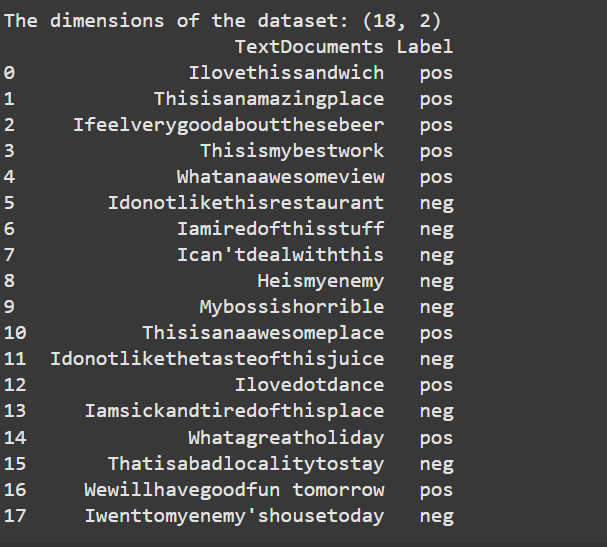 The dimensions of the dataset: (18, 2)
TextDocuments Label
0 Ilovethissandwich pos
1 Thisisanamazingplace pos
2 Ifeelverygoodaboutthesebeer pos
3 Thisismybestwork pos
4 Whatanaawesomeview pos
5 Idonotlikethisrestaurant neg
6 Iamiredofthisstuff neg
7 Ican'tdealwiththis neg
8 Heismyenemy neg
9 Mybossishorrible neg
10 Thisisanaawesomeplace pos
11 Idonotlikethetasteofthisjuice neg
12 Ilovedotdance pos
13 Iamsickandtiredofthisplace neg
14 Whatagreatholiday pos
15 Thatisabadlocalitytostay neg
16 Wewillhavegoodfun tomorrow pos
17 Iwenttomyenemy'shousetoday neg